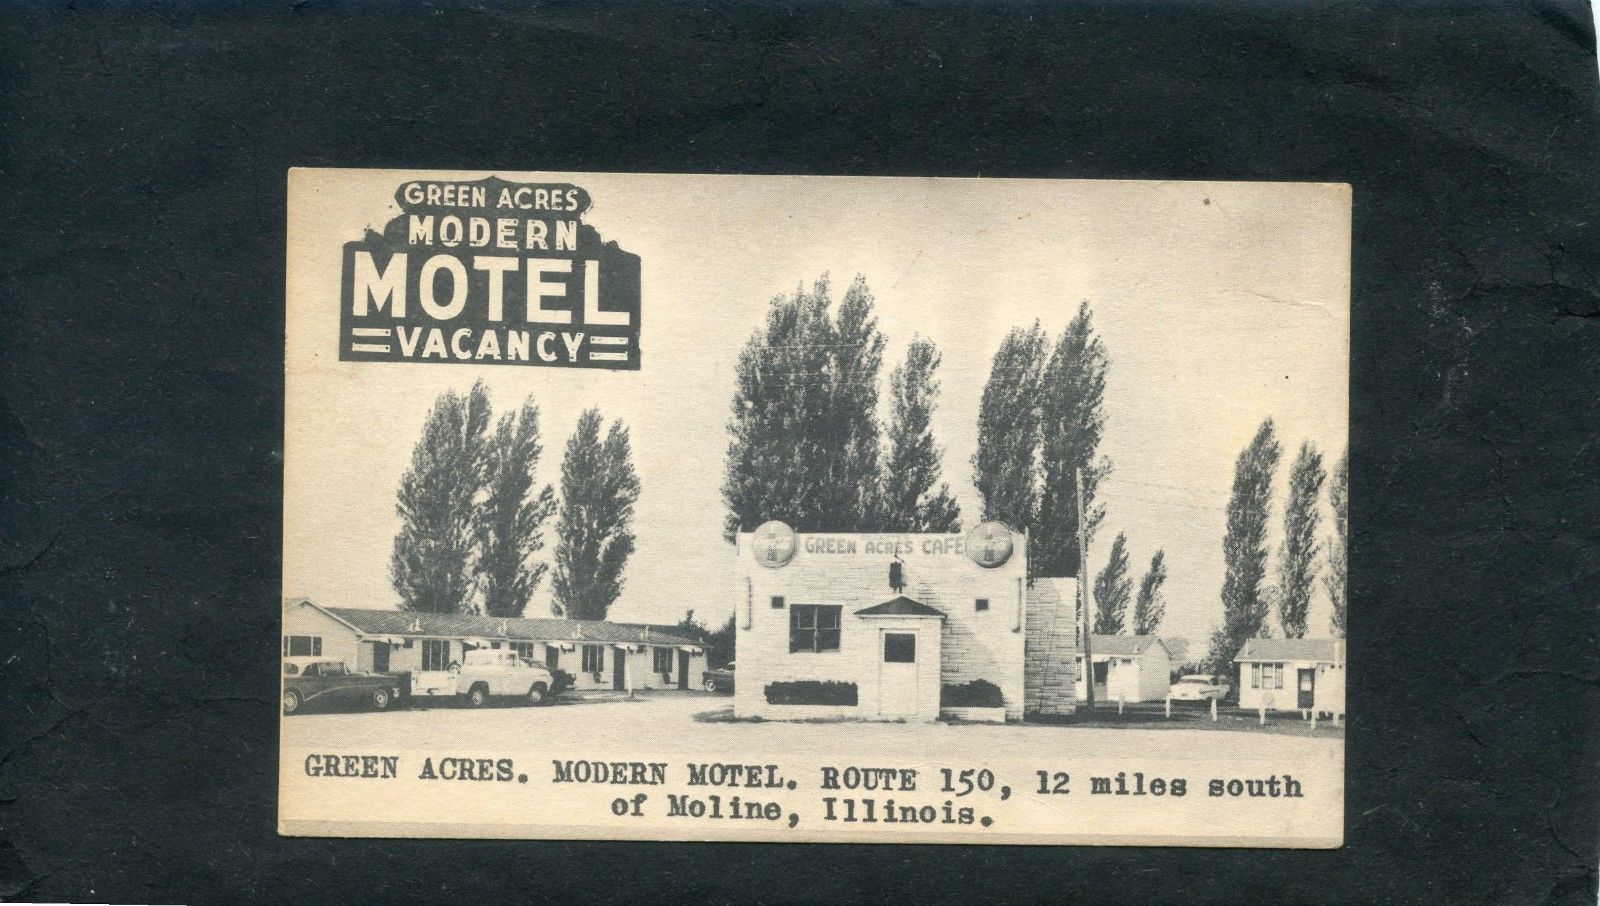 GREEN ACRES
MODERN
MOTEL
VACANCY
GREEN ACRES CAFE
GREEN ACRES. MODERN MOTEL. ROUTE 150, 12 miles south
of Moline, Illinois.